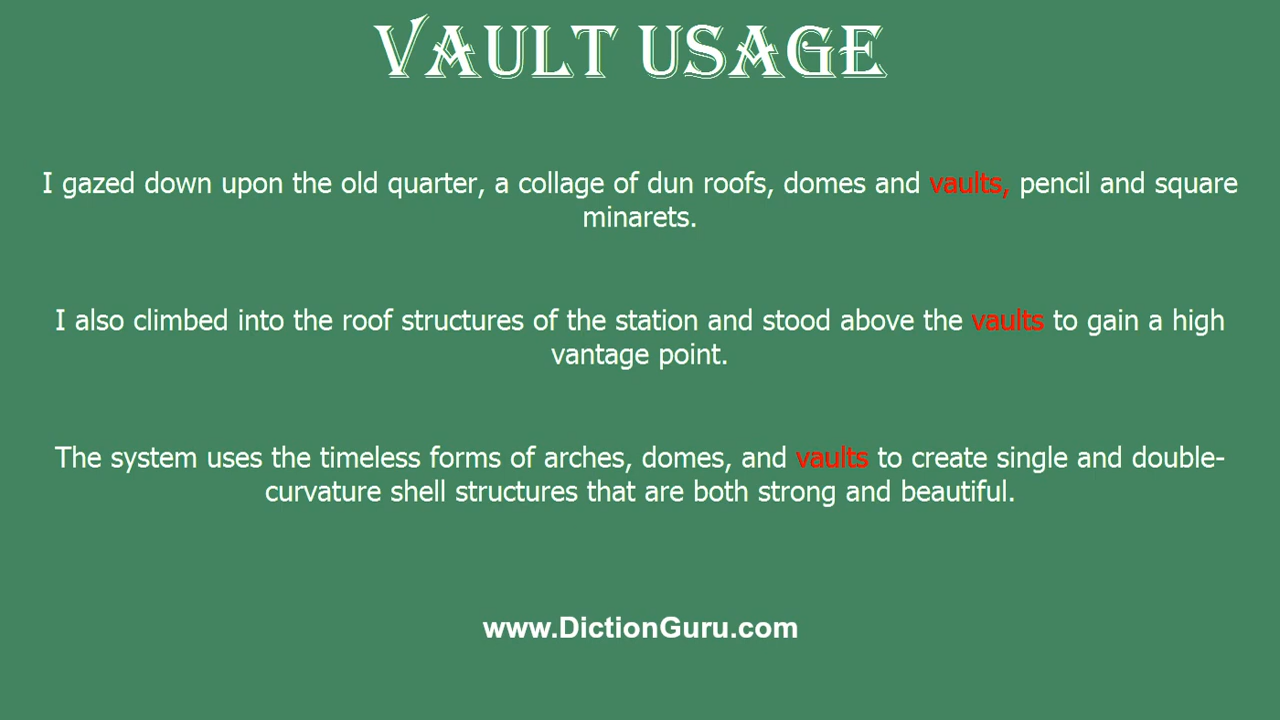 VAULT USAGE
I gazed down upon the old quarter, a collage of dun roofs, domes and vaults, pencil and square
minarets.
I also climbed into the roof structures of the station and stood above the vaults to gain a high
vantage point.
The system uses the timeless forms of arches, domes, and vaults to create single and double-
curvature shell structures that are both strong and beautiful.
www.DictionGuru.com